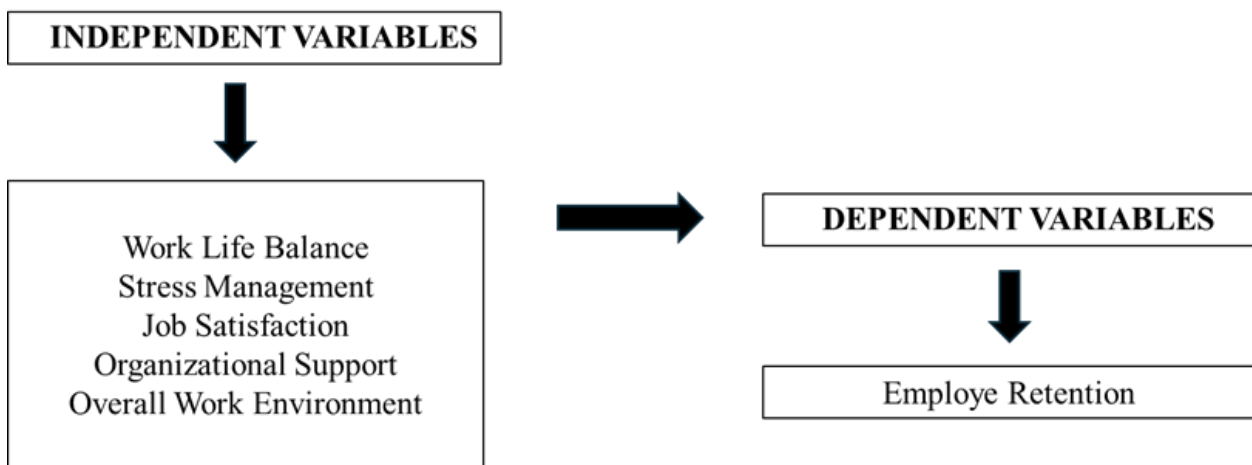 INDEPENDENT VARIABLES
Work Life Balance
Stress Management
Job Satisfaction
Organizational Support
Overall Work Environment
DEPENDENT VARIABLES
Employe Retention